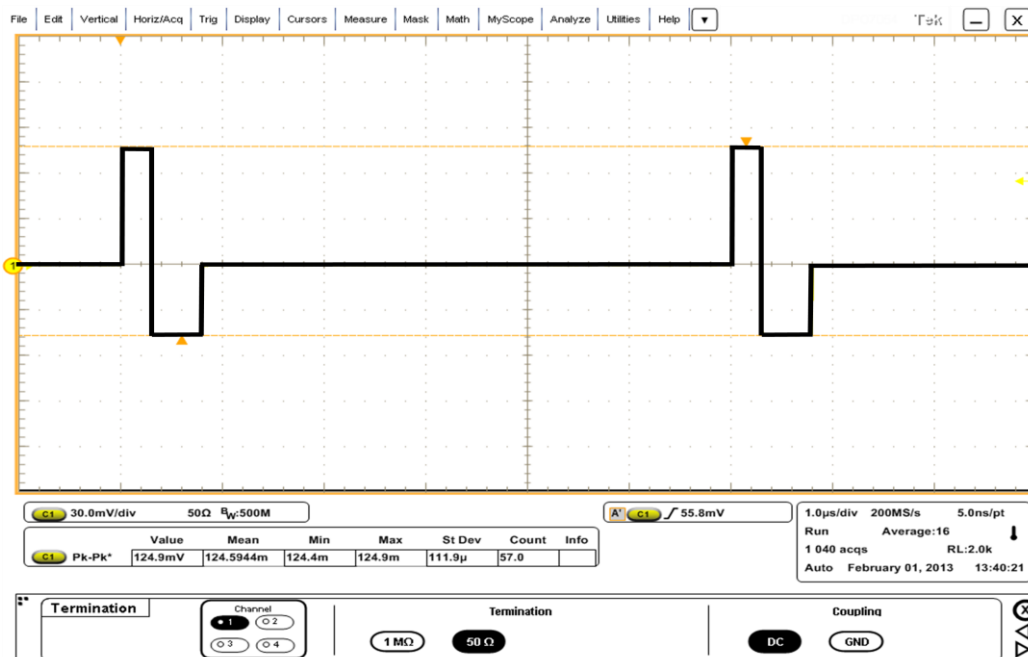 File Edit Vertical Horiz/Acq Trig Display Cursors Measure Mask Math MyScope Analyze Utilities Help Tek X
1
C1 30.0mV/div 50Ω BW:500M
A' C1 55.8mV
1.0µs/div 200MS/s 5.0ns/pt
Run Average:16
1 040 acqs RL:2.0k
Auto February 01, 2013 13:40:21
Value Mean Min Max St Dev Count Info
C1 Pk-Pk* 124.9mV 124.5944m 124.4m 124.9m 111.9µ 57.0
Termination
Channel
1 2
3 4
Termination
1 MΩ 50 Ω
Coupling
DC GND
X